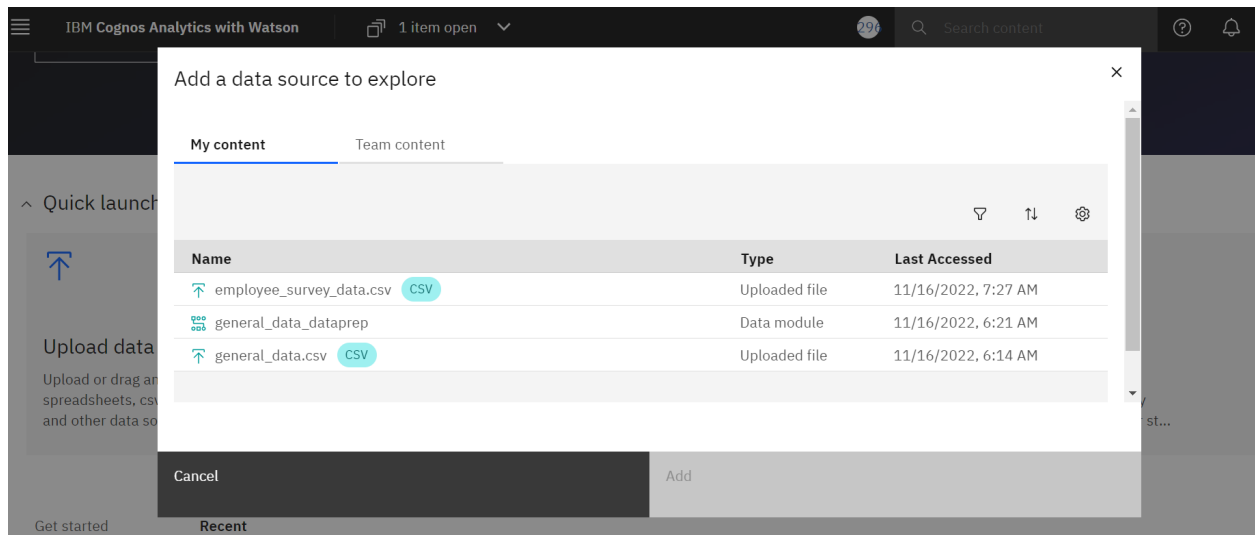 IBM Cognos Analytics with Watson 1 item open 296 Search content
Add a data source to explore
My content Team content
Quick launch
Name Type Last Accessed
employee_survey_data.csv CSV Uploaded file 11/16/2022, 7:27 AM
general_data_dataprep Data module 11/16/2022, 6:21 AM
general_data.csv CSV Uploaded file 11/16/2022, 6:14 AM
Upload data
Upload or drag an
spreadsheets, csv
and other data so st...
Cancel Add
Get started Recent